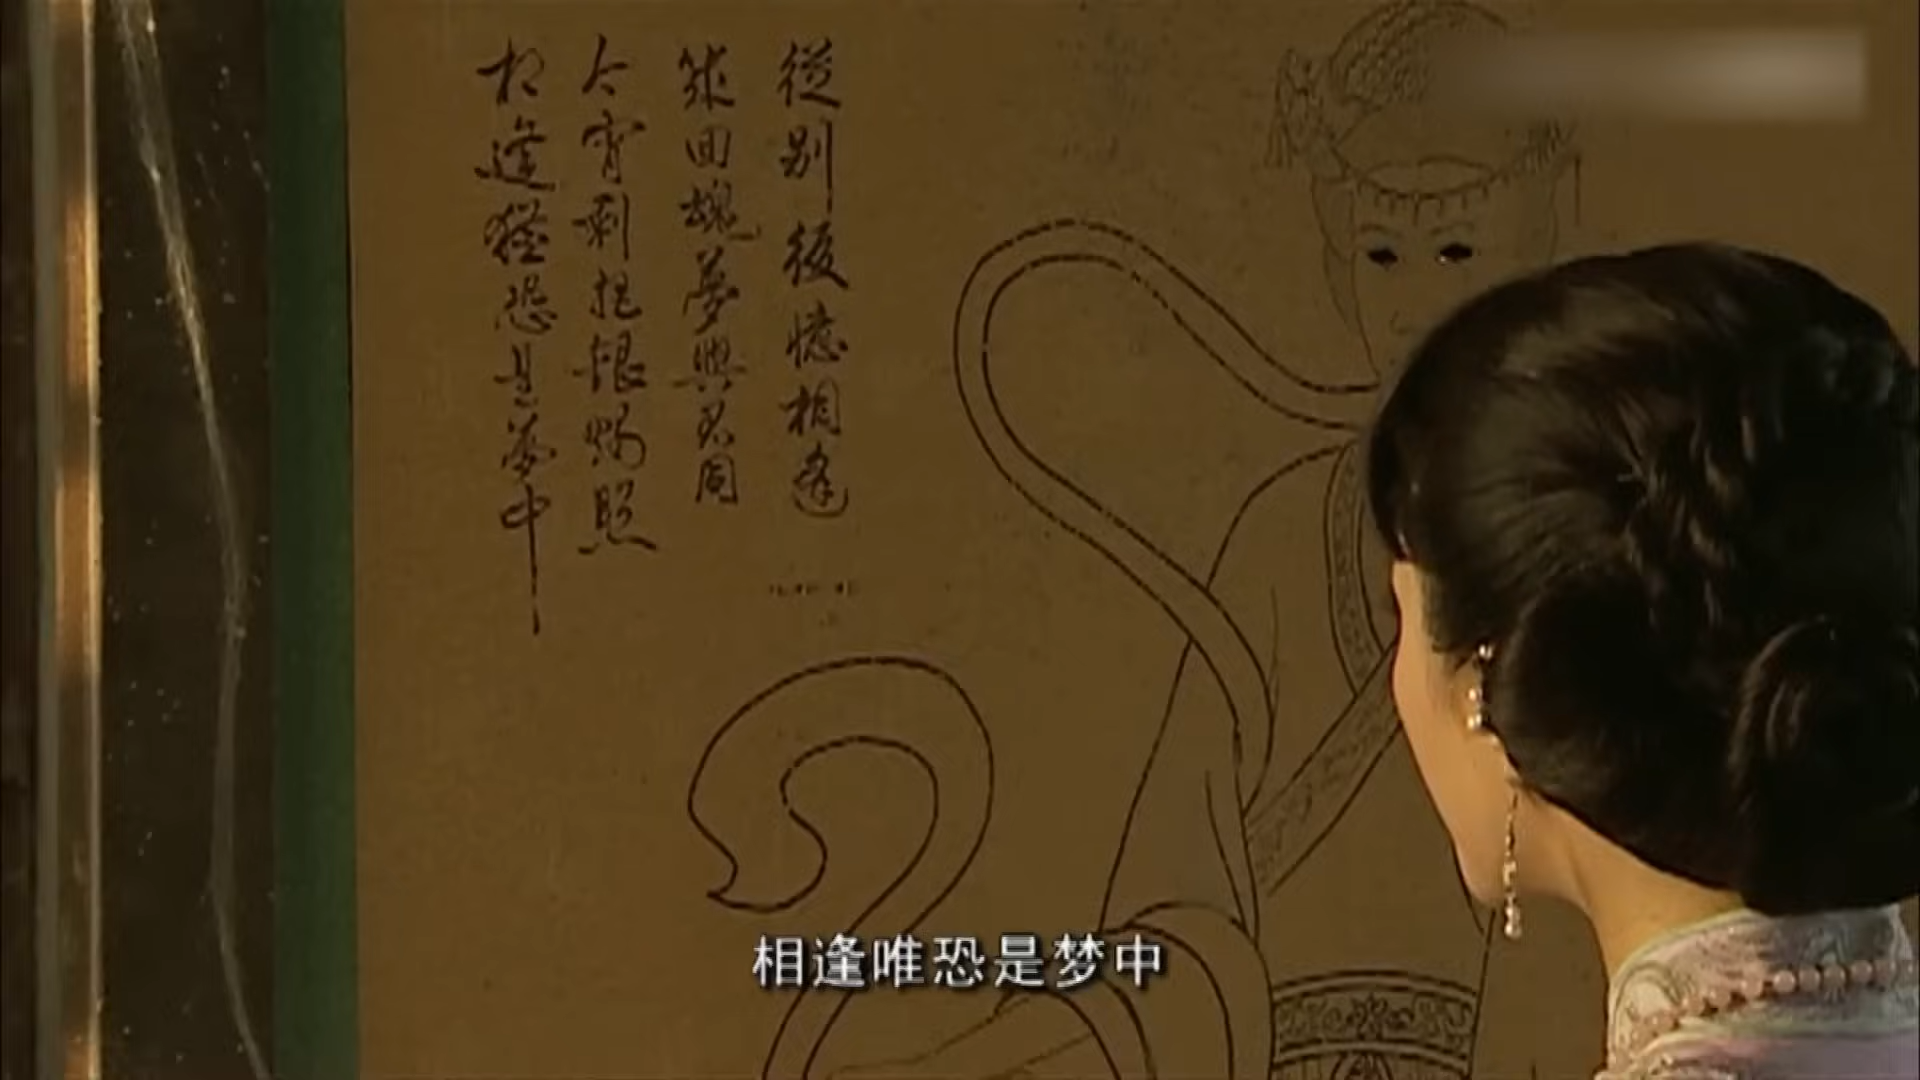 從別後憶相逢
幾回魂夢與君同
今宵剩把銀燭照
相逢猶恐是夢中
相逢唯恐是梦中